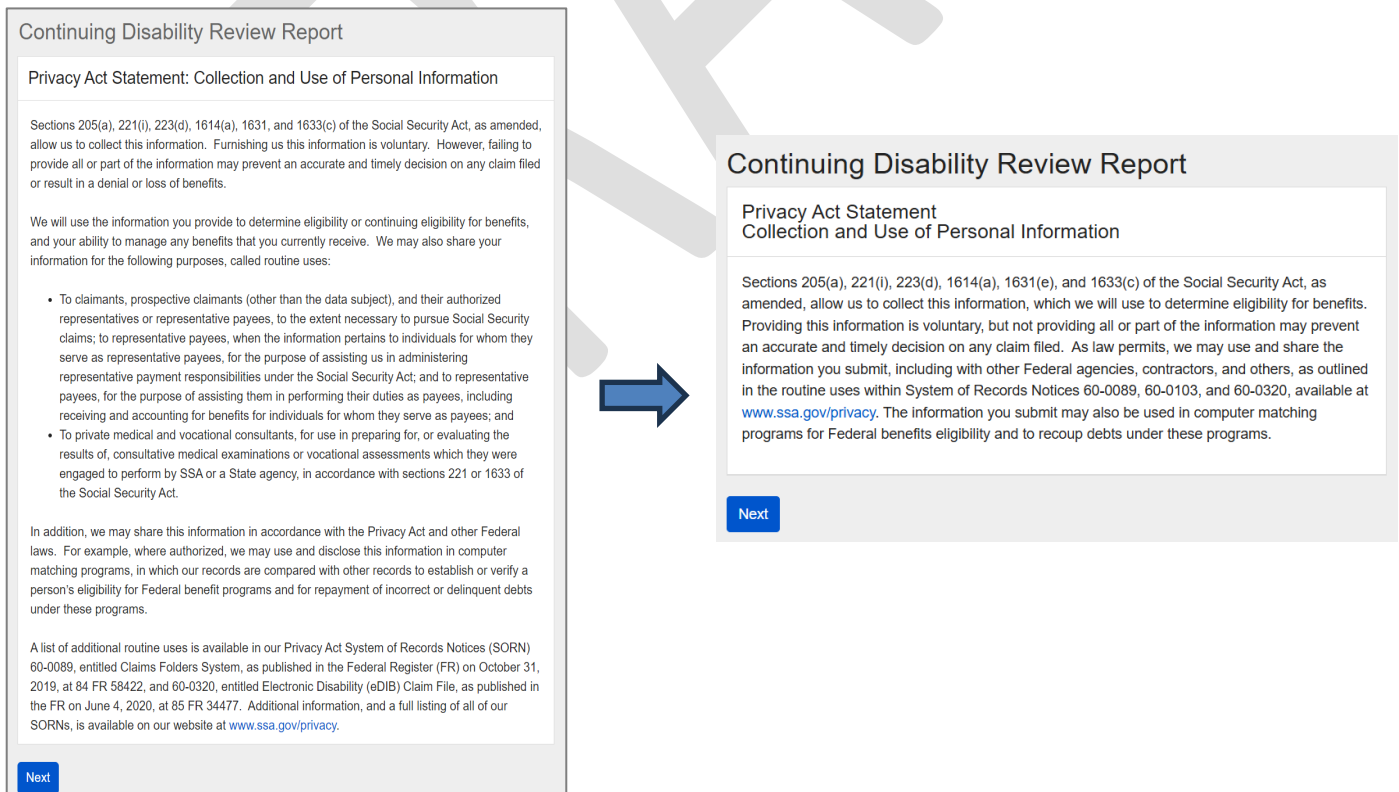 Continuing Disability Review Report
Privacy Act Statement: Collection and Use of Personal Information
Sections 205(a), 221(i), 223(d), 1614(a), 1631, and 1633(c) of the Social Security Act, as amended,
allow us to collect this information.  Furnishing us this information is voluntary.  However, failing to
provide all or part of the information may prevent an accurate and timely decision on any claim filed
or result in a denial or loss of benefits.
We will use the information you provide to determine eligibility or continuing eligibility for benefits,
and your ability to manage any benefits that you currently receive.  We may also share your
information for the following purposes, called routine uses:
• To claimants, prospective claimants (other than the data subject), and their authorized
representatives or representative payees, to the extent necessary to pursue Social Security
claims; to representative payees, when the information pertains to individuals for whom they
serve as representative payees, for the purpose of assisting us in administering
representative payment responsibilities under the Social Security Act; and to representative
payees, for the purpose of assisting them in performing their duties as payees, including
receiving and accounting for benefits for individuals for whom they serve as payees; and
• To private medical and vocational consultants, for use in preparing for, or evaluating the
results of, consultative medical examinations or vocational assessments which they were
engaged to perform by SSA or a State agency, in accordance with sections 221 or 1633 of
the Social Security Act.
In addition, we may share this information in accordance with the Privacy Act and other Federal
laws.  For example, where authorized, we may use and disclose this information in computer
matching programs, in which our records are compared with other records to establish or verify a
person's eligibility for Federal benefit programs and for repayment of incorrect or delinquent debts
under these programs.
A list of additional routine uses is available in our Privacy Act System of Records Notices (SORN)
60-0089, entitled Claims Folders System, as published in the Federal Register (FR) on October 31,
2019, at 84 FR 58422, and 60-0320, entitled Electronic Disability (eDIB) Claim File, as published in
the FR on June 4, 2020, at 85 FR 34477.  Additional information, and a full listing of all of our
SORNs, is available on our website at www.ssa.gov/privacy.
Next
Continuing Disability Review Report
Privacy Act Statement
Collection and Use of Personal Information
Sections 205(a), 221(i), 223(d), 1614(a), 1631(e), and 1633(c) of the Social Security Act, as
amended, allow us to collect this information, which we will use to determine eligibility for benefits.
Providing this information is voluntary, but not providing all or part of the information may prevent
an accurate and timely decision on any claim filed.  As law permits, we may use and share the
information you submit, including with other Federal agencies, contractors, and others, as outlined
in the routine uses within System of Records Notices 60-0089, 60-0103, and 60-0320, available at
www.ssa.gov/privacy. The information you submit may also be used in computer matching
programs for Federal benefits eligibility and to recoup debts under these programs.
Next